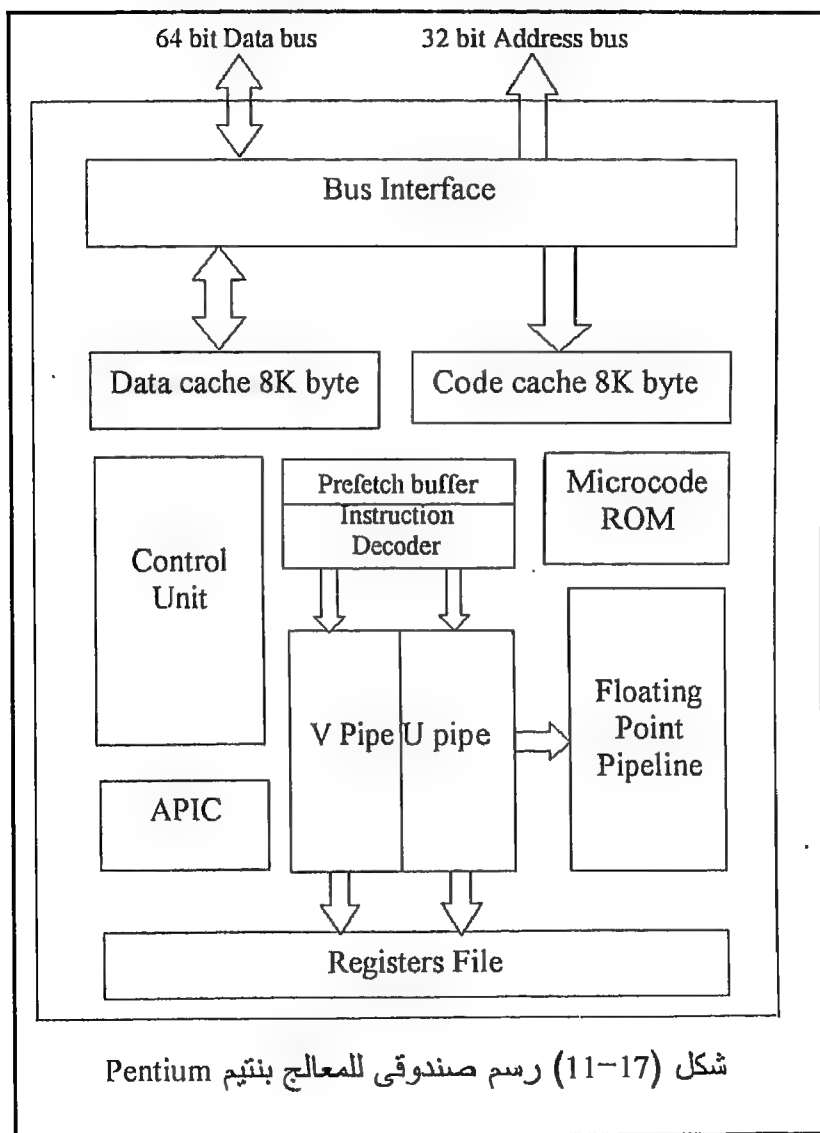 64 bit Data bus
32 bit Address bus
Bus Interface
Data cache 8K byte
Code cache 8K byte
Control
Unit
Prefetch buffer
Instruction
Decoder
Microcode
ROM
V Pipe
U pipe
Floating
Point
Pipeline
APIC
Registers File
شكل (11-17) رسم صندوقى للمعالج بنتيم Pentium